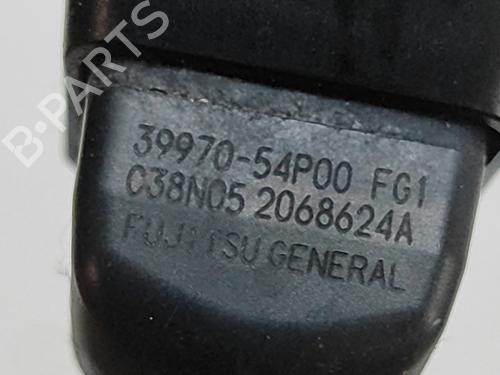 39970-54P00 FG1
C38N05 2068624A
FUJITSU GENERAL
B-PARTS